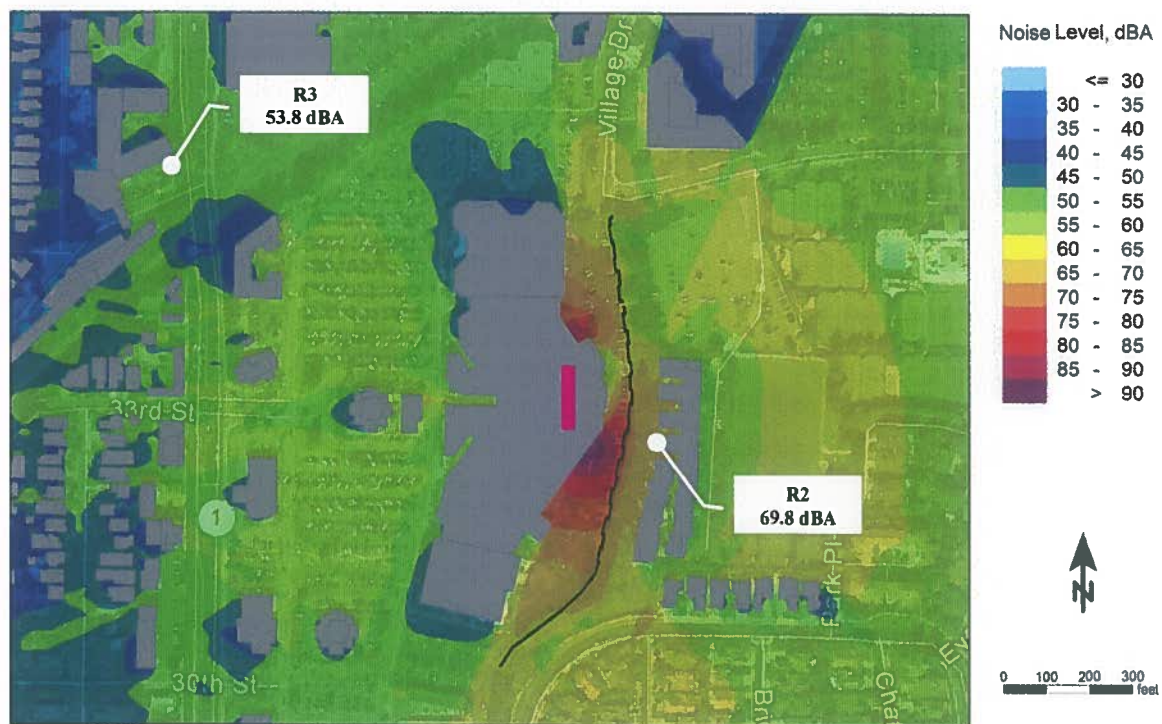 R3
53.8 dBA
Village Dr
33rd St
1
R2
69.8 dBA
Park Pl
30th St
Noise Level, dBA
<= 30
30 - 35
35 - 40
40 - 45
45 - 50
50 - 55
55 - 60
60 - 65
65 - 70
70 - 75
75 - 80
80 - 85
85 - 90
> 90
N
0 100 200 300
feet